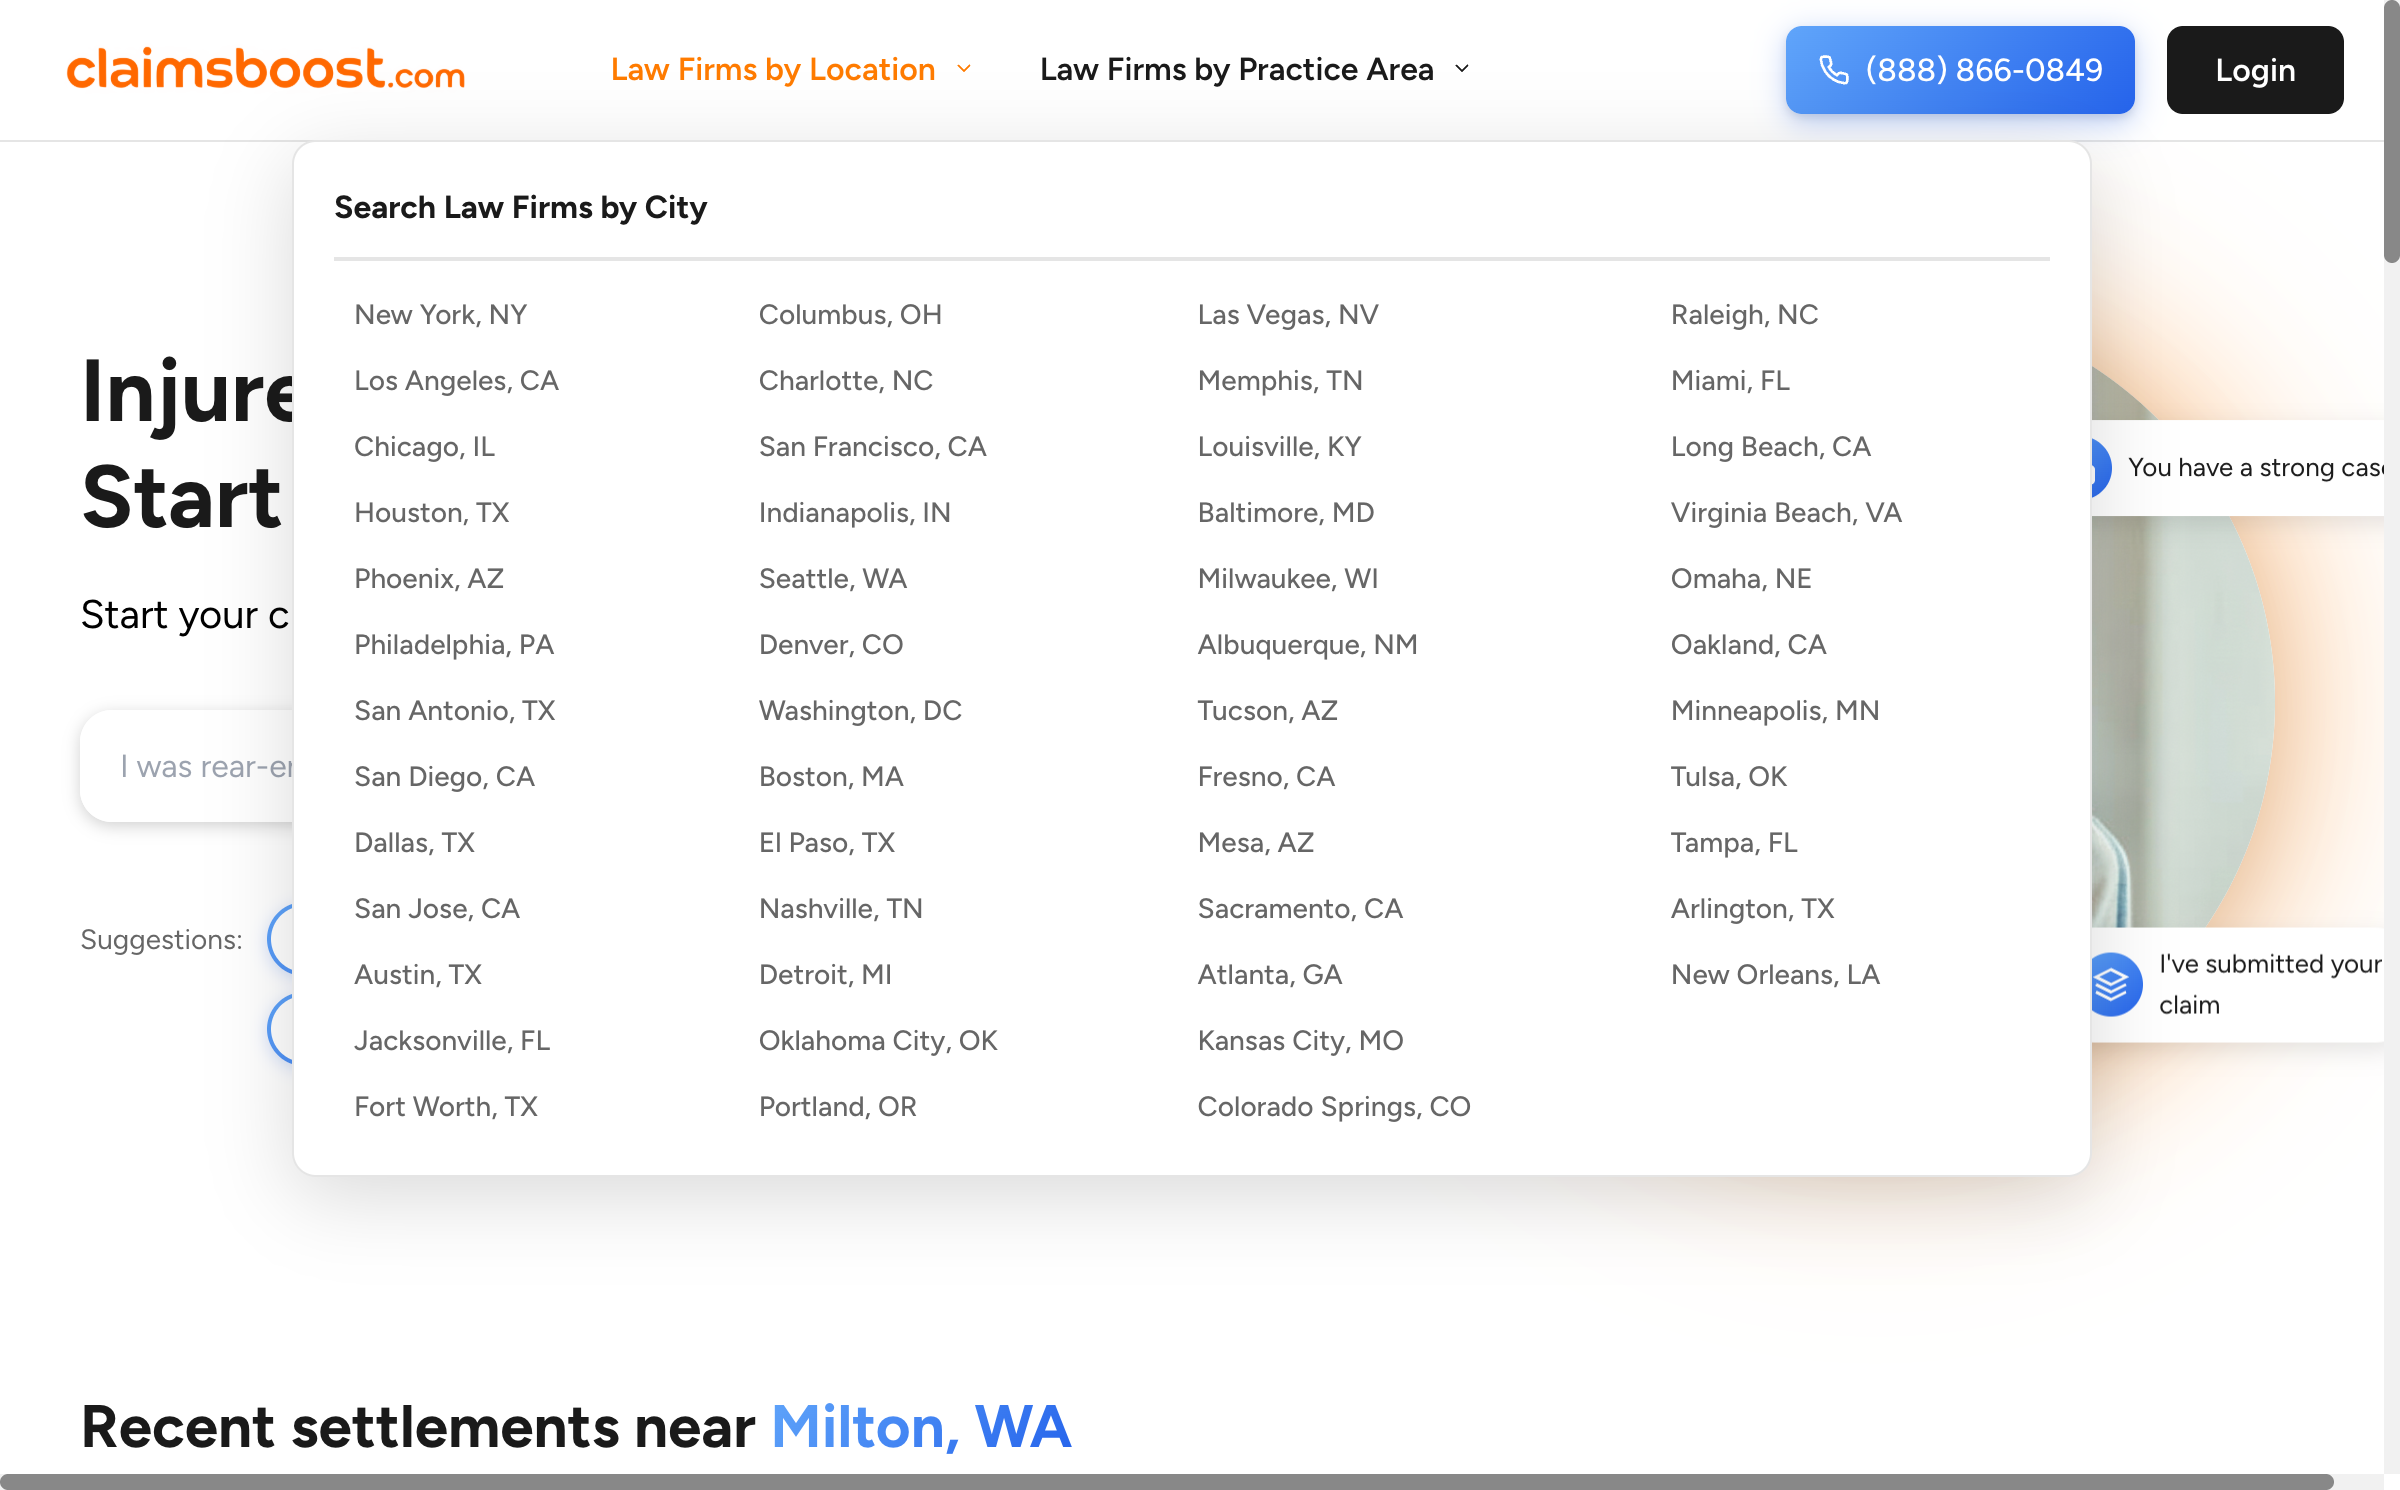 claimsboost.com
Law Firms by Location
Law Firms by Practice Area
(888) 866-0849
Login
Search Law Firms by City
New York, NY
Los Angeles, CA
Chicago, IL
Houston, TX
Phoenix, AZ
Philadelphia, PA
San Antonio, TX
San Diego, CA
Dallas, TX
San Jose, CA
Austin, TX
Jacksonville, FL
Fort Worth, TX
Columbus, OH
Charlotte, NC
San Francisco, CA
Indianapolis, IN
Seattle, WA
Denver, CO
Washington, DC
Boston, MA
El Paso, TX
Nashville, TN
Detroit, MI
Oklahoma City, OK
Portland, OR
Las Vegas, NV
Memphis, TN
Louisville, KY
Baltimore, MD
Milwaukee, WI
Albuquerque, NM
Tucson, AZ
Fresno, CA
Mesa, AZ
Sacramento, CA
Atlanta, GA
Kansas City, MO
Colorado Springs, CO
Raleigh, NC
Miami, FL
Long Beach, CA
Virginia Beach, VA
Omaha, NE
Oakland, CA
Minneapolis, MN
Tulsa, OK
Tampa, FL
Arlington, TX
New Orleans, LA
Start
Start your
I was
Suggestions:
You have a strong
I've submitted your
claim
Recent settlements near Milton, WA